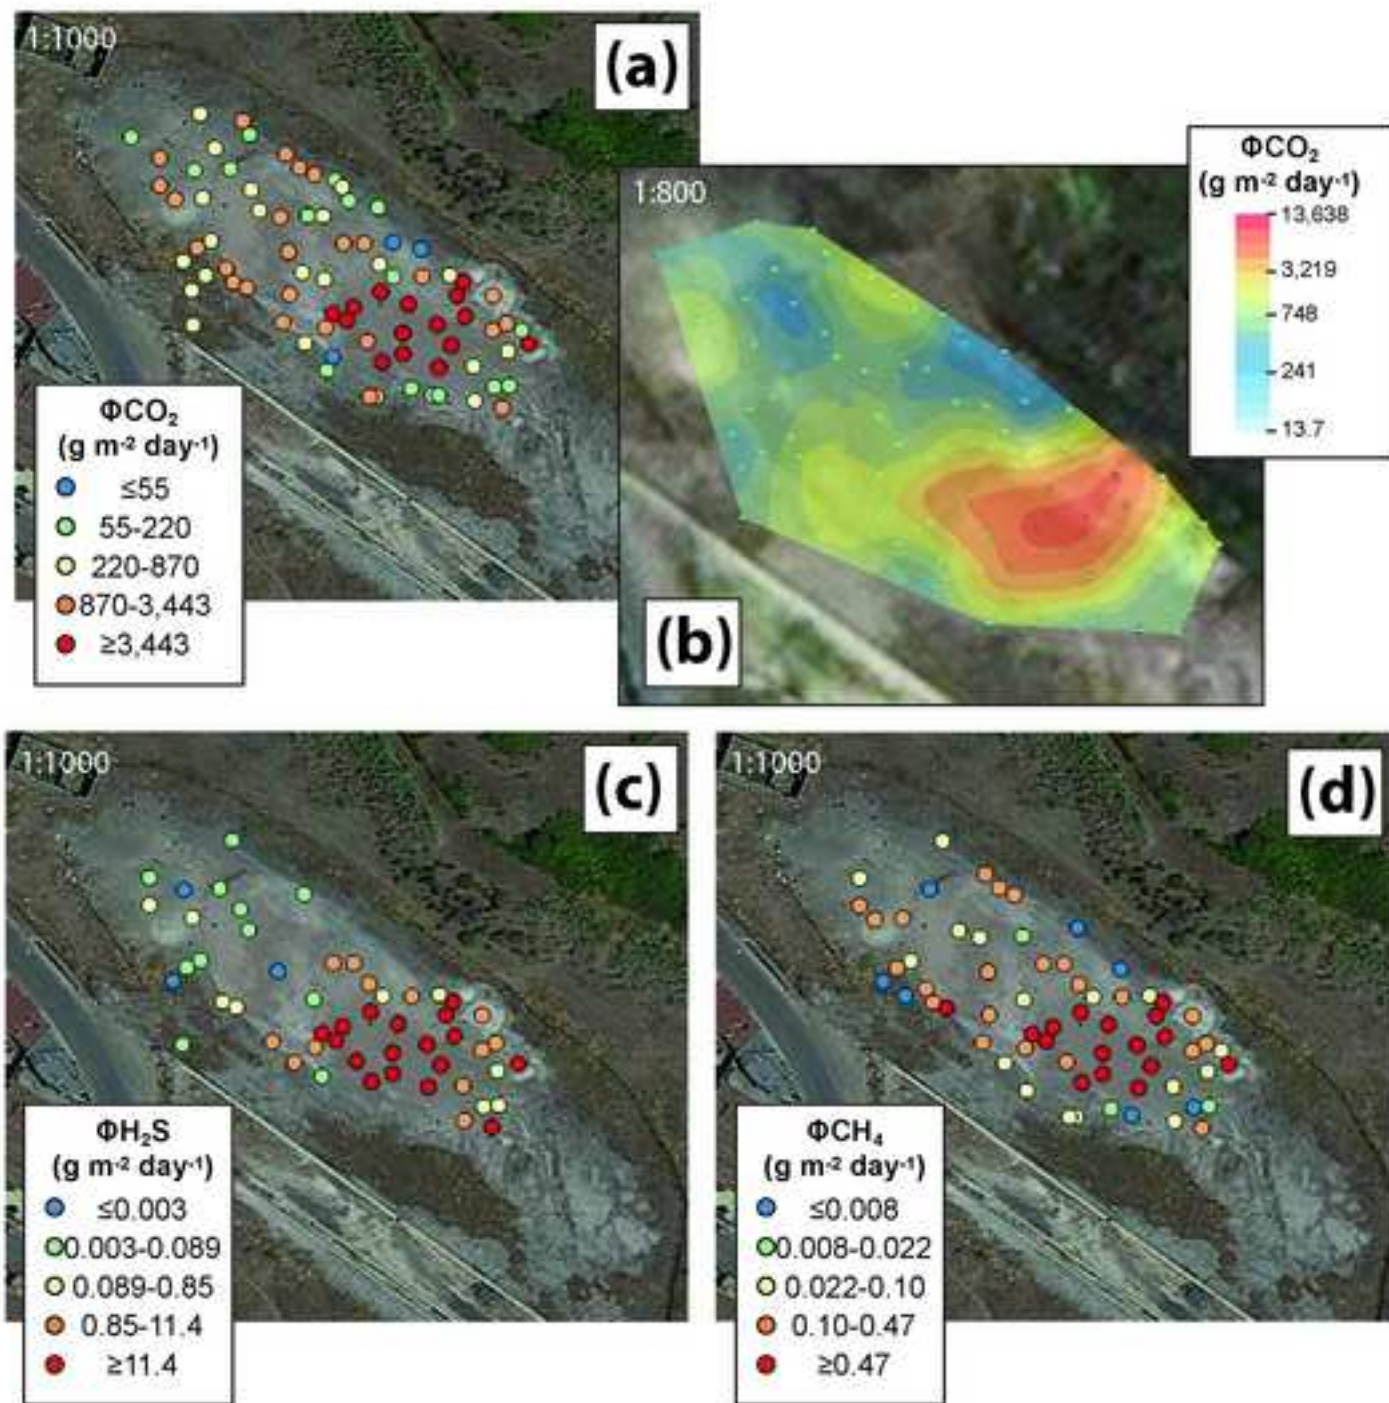 1:1000
(a)
ΦCO₂
(g m⁻² day⁻¹)
≤55
55-220
220-870
870-3,443
≥3,443
1:800
(b)
ΦCO₂
(g m⁻² day⁻¹)
13,638
3,219
748
241
13.7
1:1000
(c)
ΦH₂S
(g m⁻² day⁻¹)
≤0.003
0.003-0.089
0.089-0.85
0.85-11.4
≥11.4
1:1000
(d)
ΦCH₄
(g m⁻² day⁻¹)
≤0.008
0.008-0.022
0.022-0.10
0.10-0.47
≥0.47